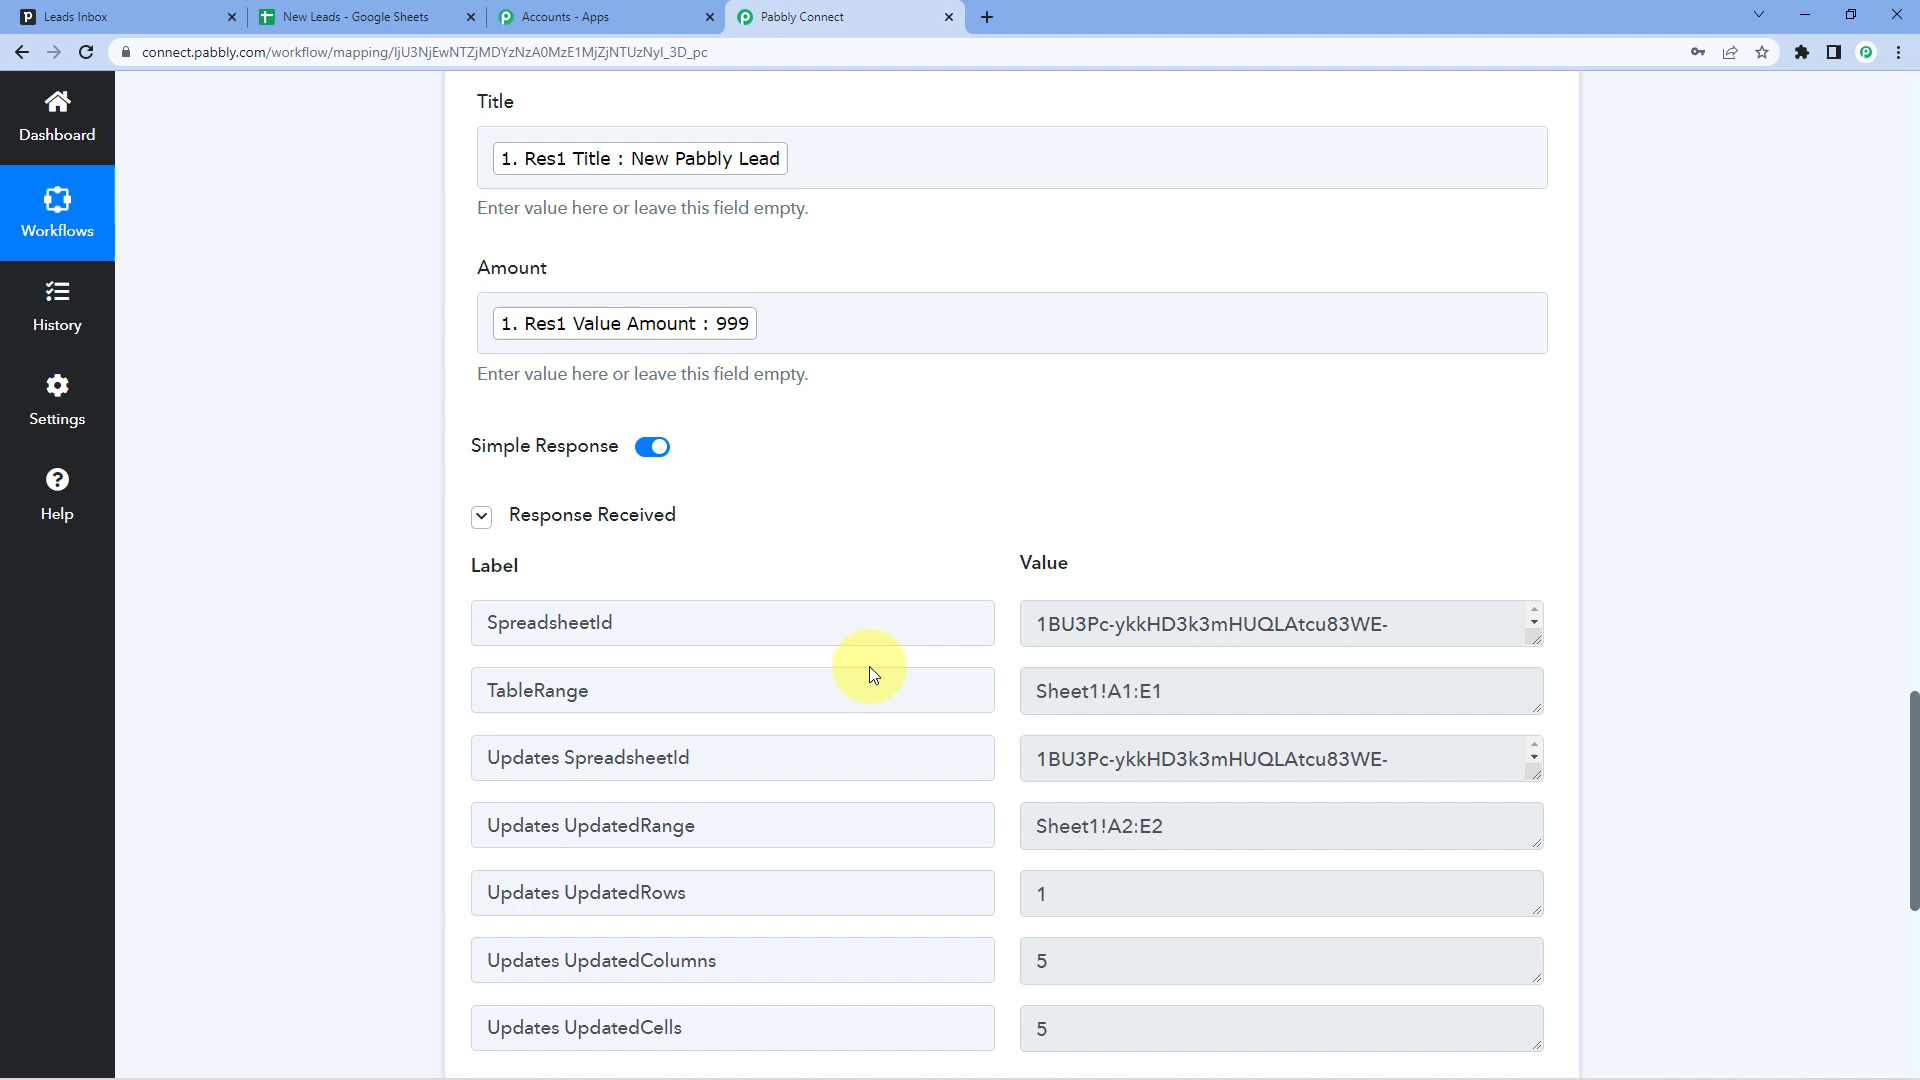 Leads Inbox
New Leads - Google Sheets
Accounts - Apps
Pabbly Connect
connect.pabbly.com/workflow/mapping/IjU3NjEwNTZjMDYzNzA0MzE1MjZjNTUzNyI_3D_pc
Dashboard
Workflows
History
Settings
Help
Title
1. Res1 Title : New Pabbly Lead
Enter value here or leave this field empty.
Amount
1. Res1 Value Amount : 999
Enter value here or leave this field empty.
Simple Response
Response Received
Label Value
SpreadsheetId 1BU3Pc-ykkHD3k3mHUQLAtcu83WE-
TableRange Sheet1!A1:E1
Updates SpreadsheetId 1BU3Pc-ykkHD3k3mHUQLAtcu83WE-
Updates UpdatedRange Sheet1!A2:E2
Updates UpdatedRows 1
Updates UpdatedColumns 5
Updates UpdatedCells 5